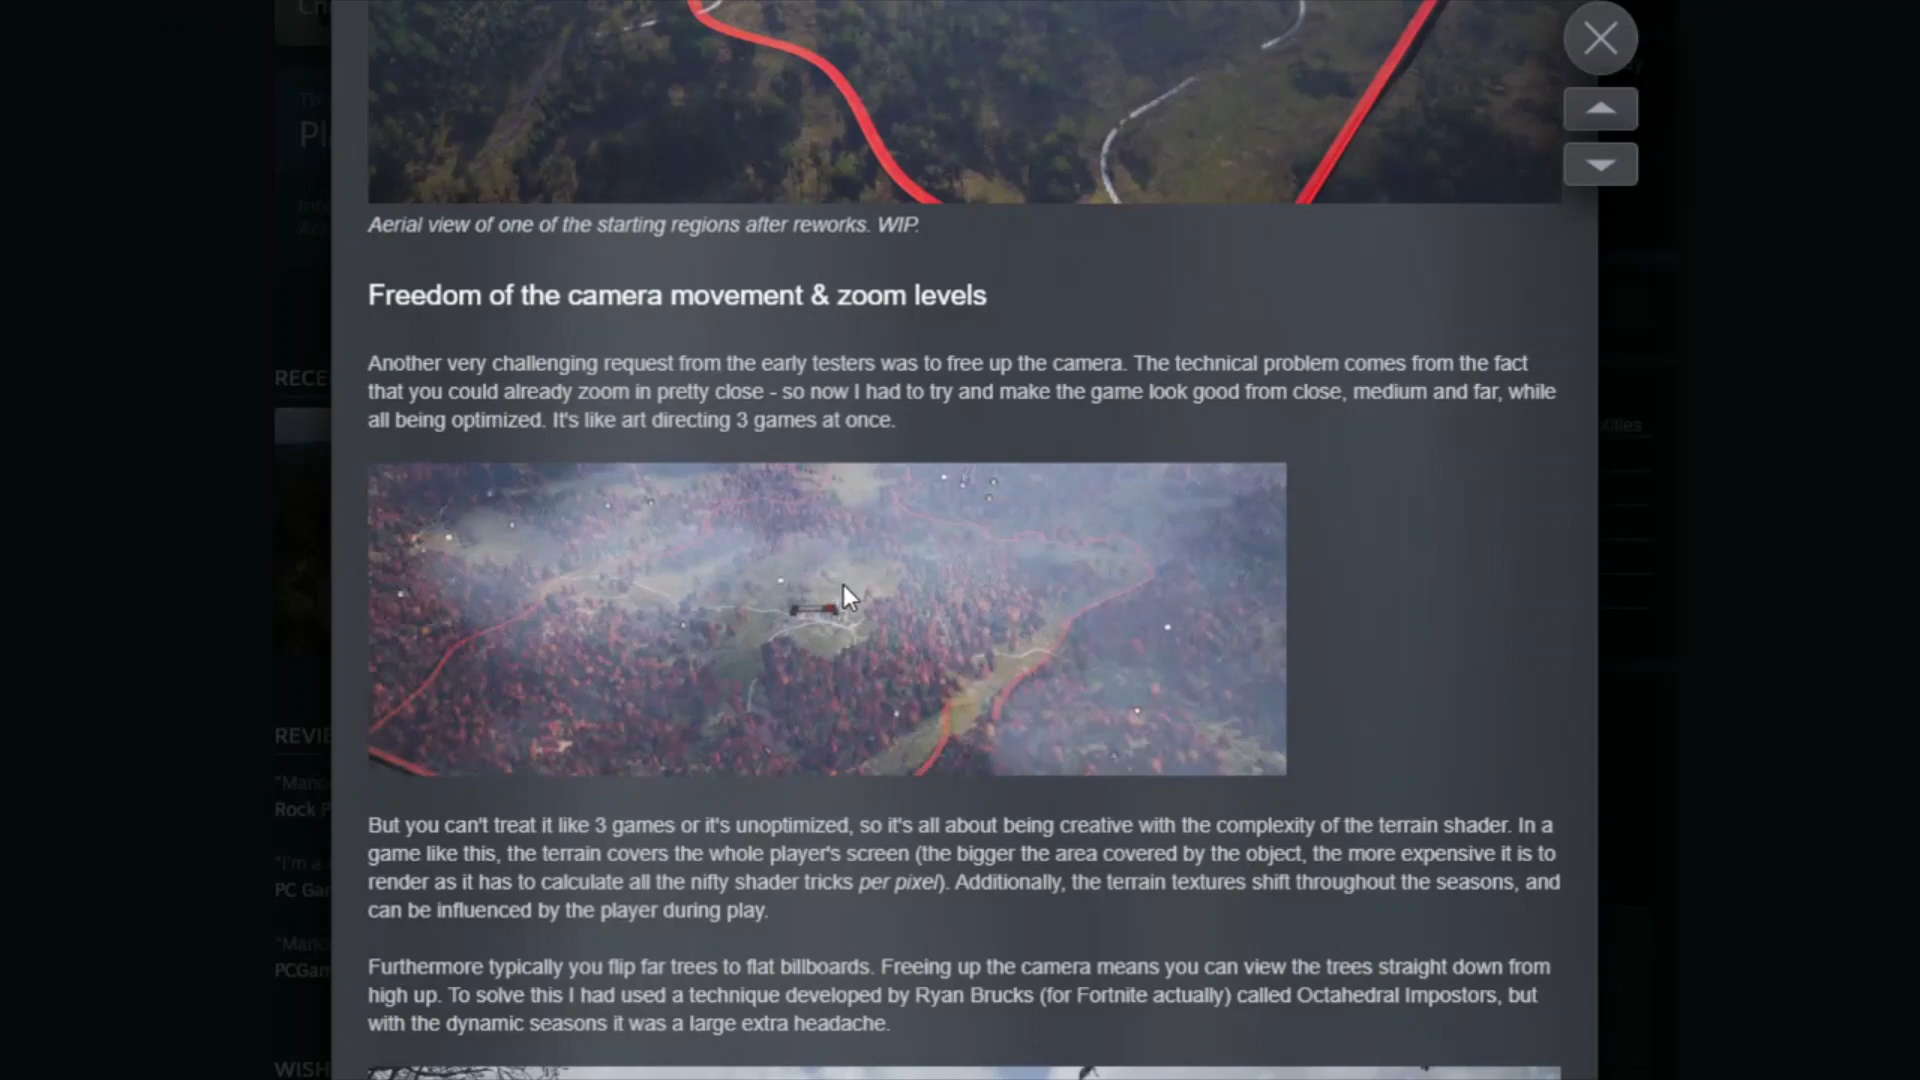 Aerial view of one of the starting regions after reworks. WIP.
Freedom of the camera movement & zoom levels
Another very challenging request from the early testers was to free up the camera. The technical problem comes from the fact
that you could already zoom in pretty close - so now I had to try and make the game look good from close, medium and far, while
all being optimized. It's like art directing 3 games at once.
But you can't treat it like 3 games or it's unoptimized, so it's all about being creative with the complexity of the terrain shader. In a
game like this, the terrain covers the whole player's screen (the bigger the area covered by the object, the more expensive it is to
render as it has to calculate all the nifty shader tricks per pixel). Additionally, the terrain textures shift throughout the seasons, and
can be influenced by the player during play.
Furthermore typically you flip far trees to flat billboards. Freeing up the camera means you can view the trees straight down from
high up. To solve this I had used a technique developed by Ryan Brucks (for Fortnite actually) called Octahedral Impostors, but
with the dynamic seasons it was a large extra headache.
RECE
REVIE
"Mano
Rock P
"I'm a
PC Gar
"Mano
PCGam
WISH